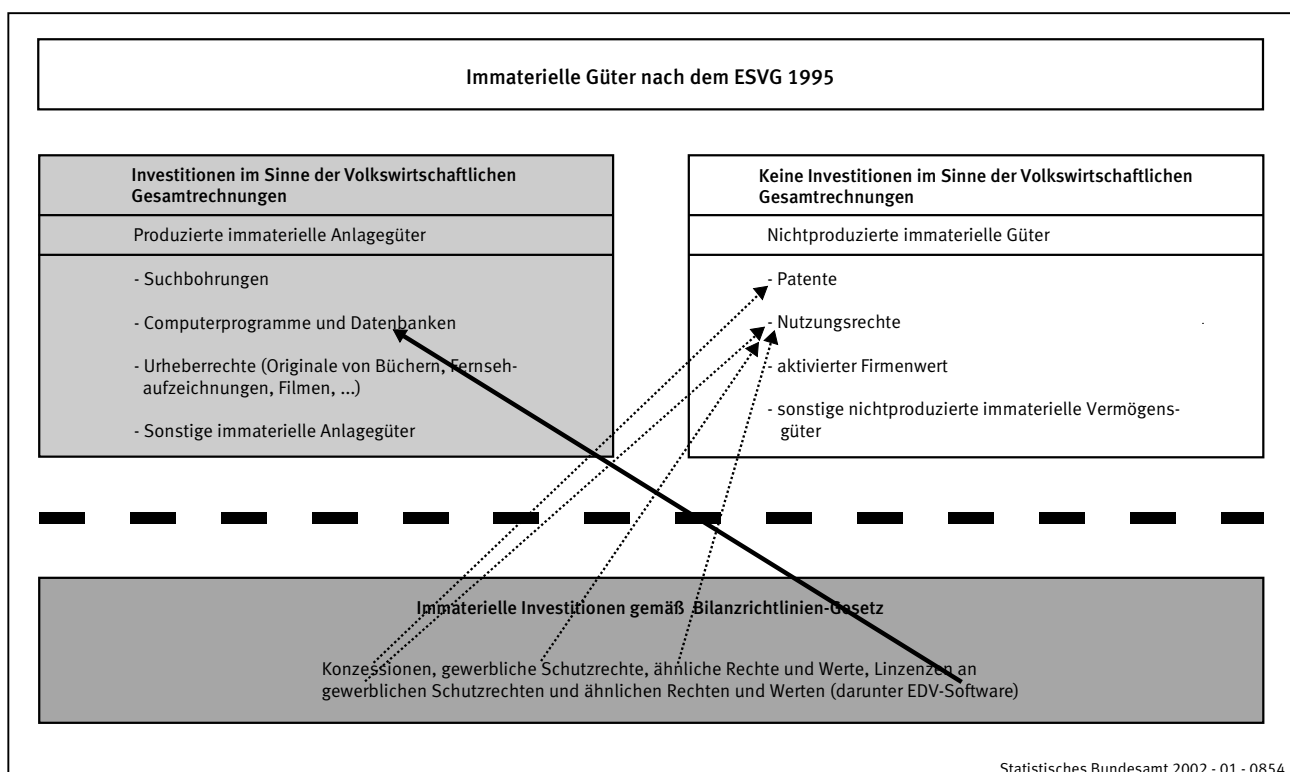 Immaterielle Güter nach dem ESVG 1995
Investitionen im Sinne der Volkswirtschaftlichen
Gesamtrechnungen
Produzierte immaterielle Anlagegüter
- Suchbohrungen
- Computerprogramme und Datenbanken
- Urheberrechte (Originale von Büchern, Fernseh-
aufzeichnungen, Filmen, ...)
- Sonstige immaterielle Anlagegüter
Keine Investitionen im Sinne der Volkswirtschaftlichen
Gesamtrechnungen
Nichtproduzierte immaterielle Güter
- Patente
- Nutzungsrechte
- aktivierter Firmenwert
- sonstige nichtproduzierte immaterielle Vermögens-
güter
Immaterielle Investitionen gemäß Bilanzrichtlinien-Gesetz
Konzessionen, gewerbliche Schutzrechte, ähnliche Rechte und Werte, Linzenzen an
gewerblichen Schutzrechten und ähnlichen Rechten und Werten (darunter EDV-Software)
Statistisches Bundesamt 2002 - 01 - 0854